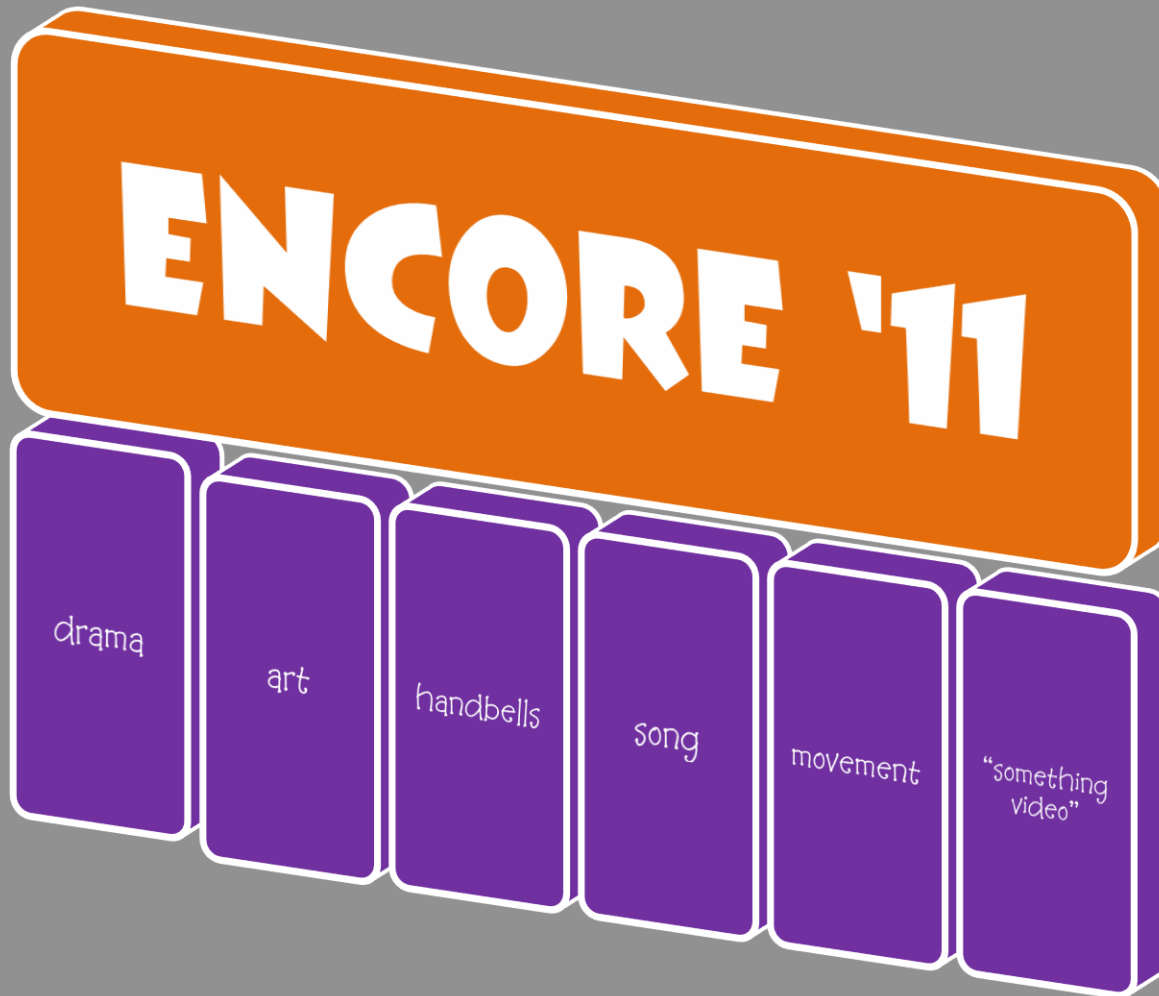 ENCORE '11
drama
art
handbells
song
movement
“something
video”